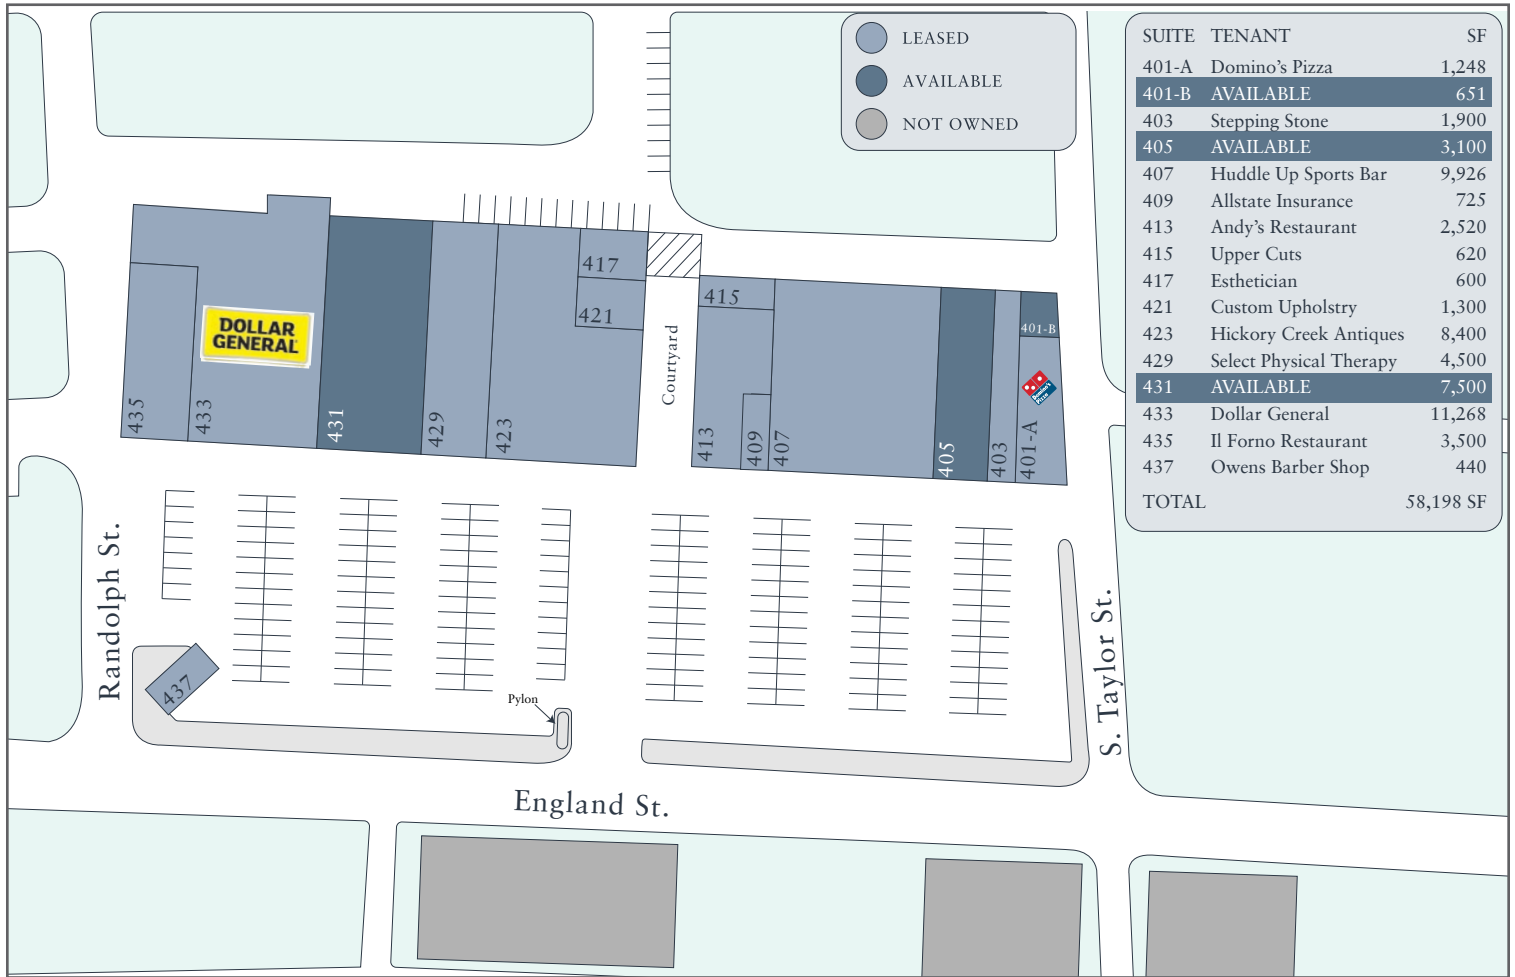 LEASED
AVAILABLE
NOT OWNED
SUITE TENANT SF
401-A Domino's Pizza 1,248
401-B AVAILABLE 651
403 Stepping Stone 1,900
405 AVAILABLE 3,100
407 Huddle Up Sports Bar 9,926
409 Allstate Insurance 725
413 Andy's Restaurant 2,520
415 Upper Cuts 620
417 Esthetician 600
421 Custom Upholstry 1,300
423 Hickory Creek Antiques 8,400
429 Select Physical Therapy 4,500
431 AVAILABLE 7,500
433 Dollar General 11,268
435 Il Forno Restaurant 3,500
437 Owens Barber Shop 440
TOTAL 58,198 SF
435
433
DOLLAR
GENERAL
431
429
423
417
421
Courtyard
415
413
409
407
405
403
401-B
Domino's
Pizza
401-A
Randolph St.
437
Pylon
S. Taylor St.
England St.